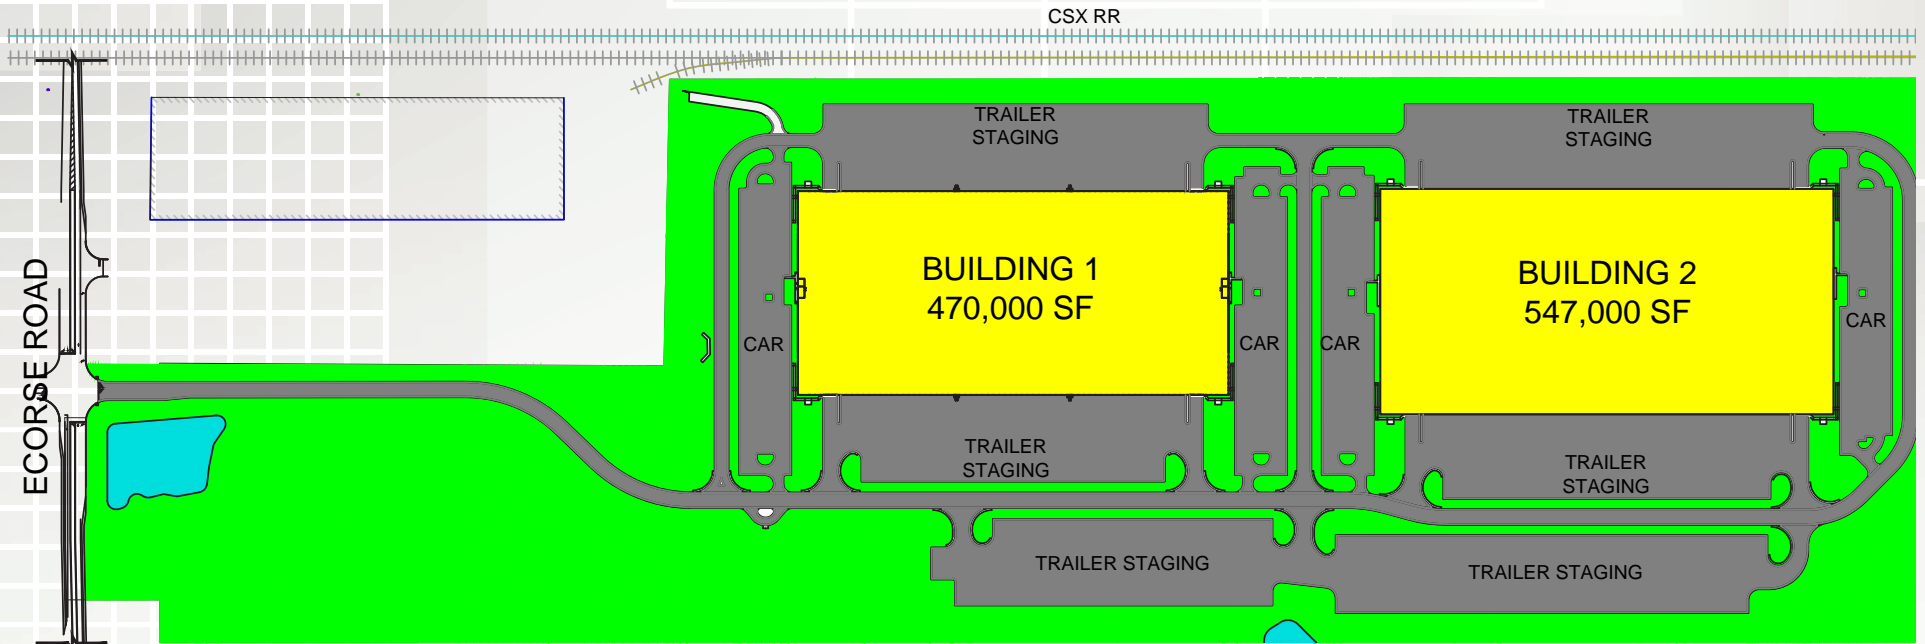 CSX RR
TRAILER
STAGING
TRAILER
STAGING
ECORSE ROAD
BUILDING 1
470,000 SF
BUILDING 2
547,000 SF
CAR
CAR
CAR
CAR
TRAILER
STAGING
TRAILER
STAGING
TRAILER STAGING
TRAILER STAGING